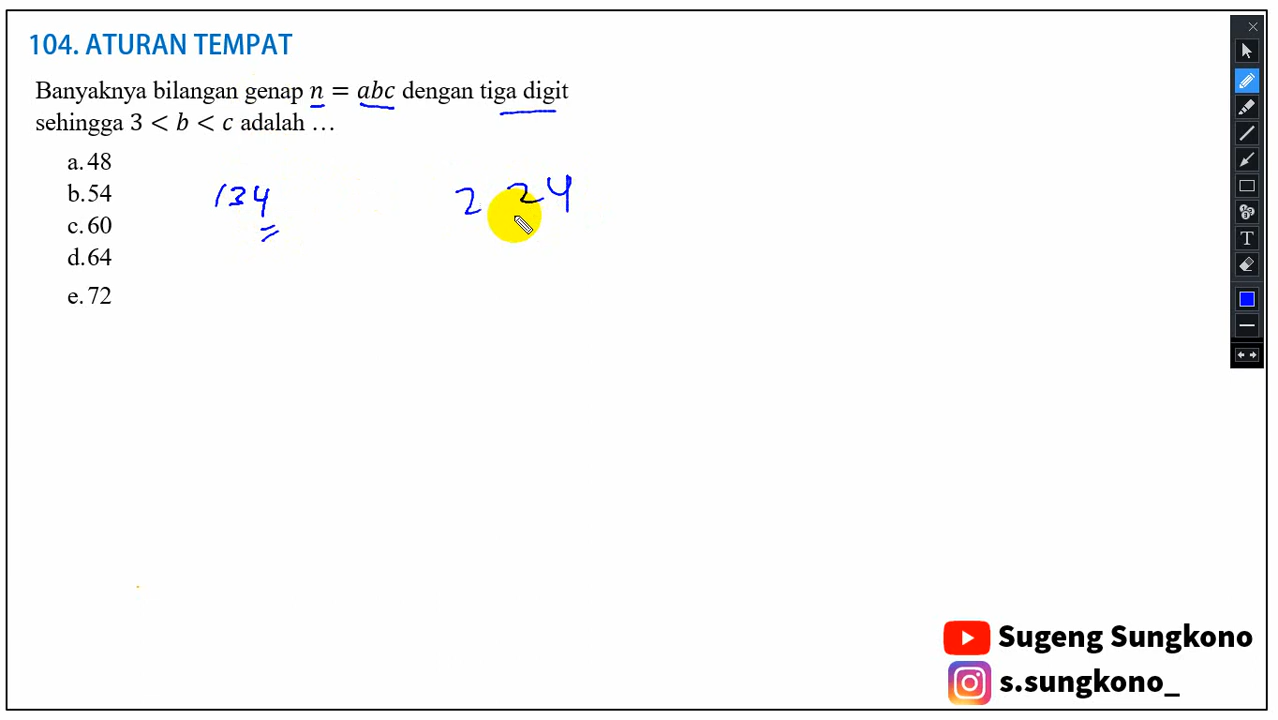 104. ATURAN TEMPAT
Banyaknya bilangan genap n = abc dengan tiga digit
sehingga 3 < b < c adalah …
a. 48
b. 54
c. 60
d. 64
e. 72
134
2 24
Sugeng Sungkono
s.sungkono_